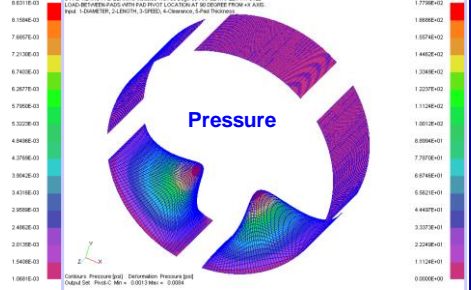 LOAD-BETWEEN-PADS-WITH PAD PIVOT LOCATION AT 90 DEGREE FROM +X AXIS.
Input 1-DIAMETER, 2-LENGTH, 3-SPEED, 4-Clearance, 5-Pad Thickness
8.6311E-03
8.1584E-03
7.6857E-03
7.2130E-03
6.7403E-03
6.2677E-03
5.7950E-03
5.3223E-03
4.8496E-03
4.3769E-03
3.9042E-03
3.4316E-03
2.9589E-03
2.4862E-03
2.0135E-03
1.5408E-03
1.0681E-03
Pressure
1.7798E+02
1.6686E+02
1.5574E+02
1.4462E+02
1.3348E+02
1.2237E+02
1.1124E+02
1.0012E+02
8.8994E+01
7.7870E+01
6.6746E+01
5.5621E+01
4.4497E+01
3.3373E+01
2.2248E+01
1.1124E+01
0.0000E+00
Y
Z
X
Contours: Pressure [psi] Deformation: Pressure [psi]
Output Set: Pivot-C Min = 0.0013 Max = 0.0084